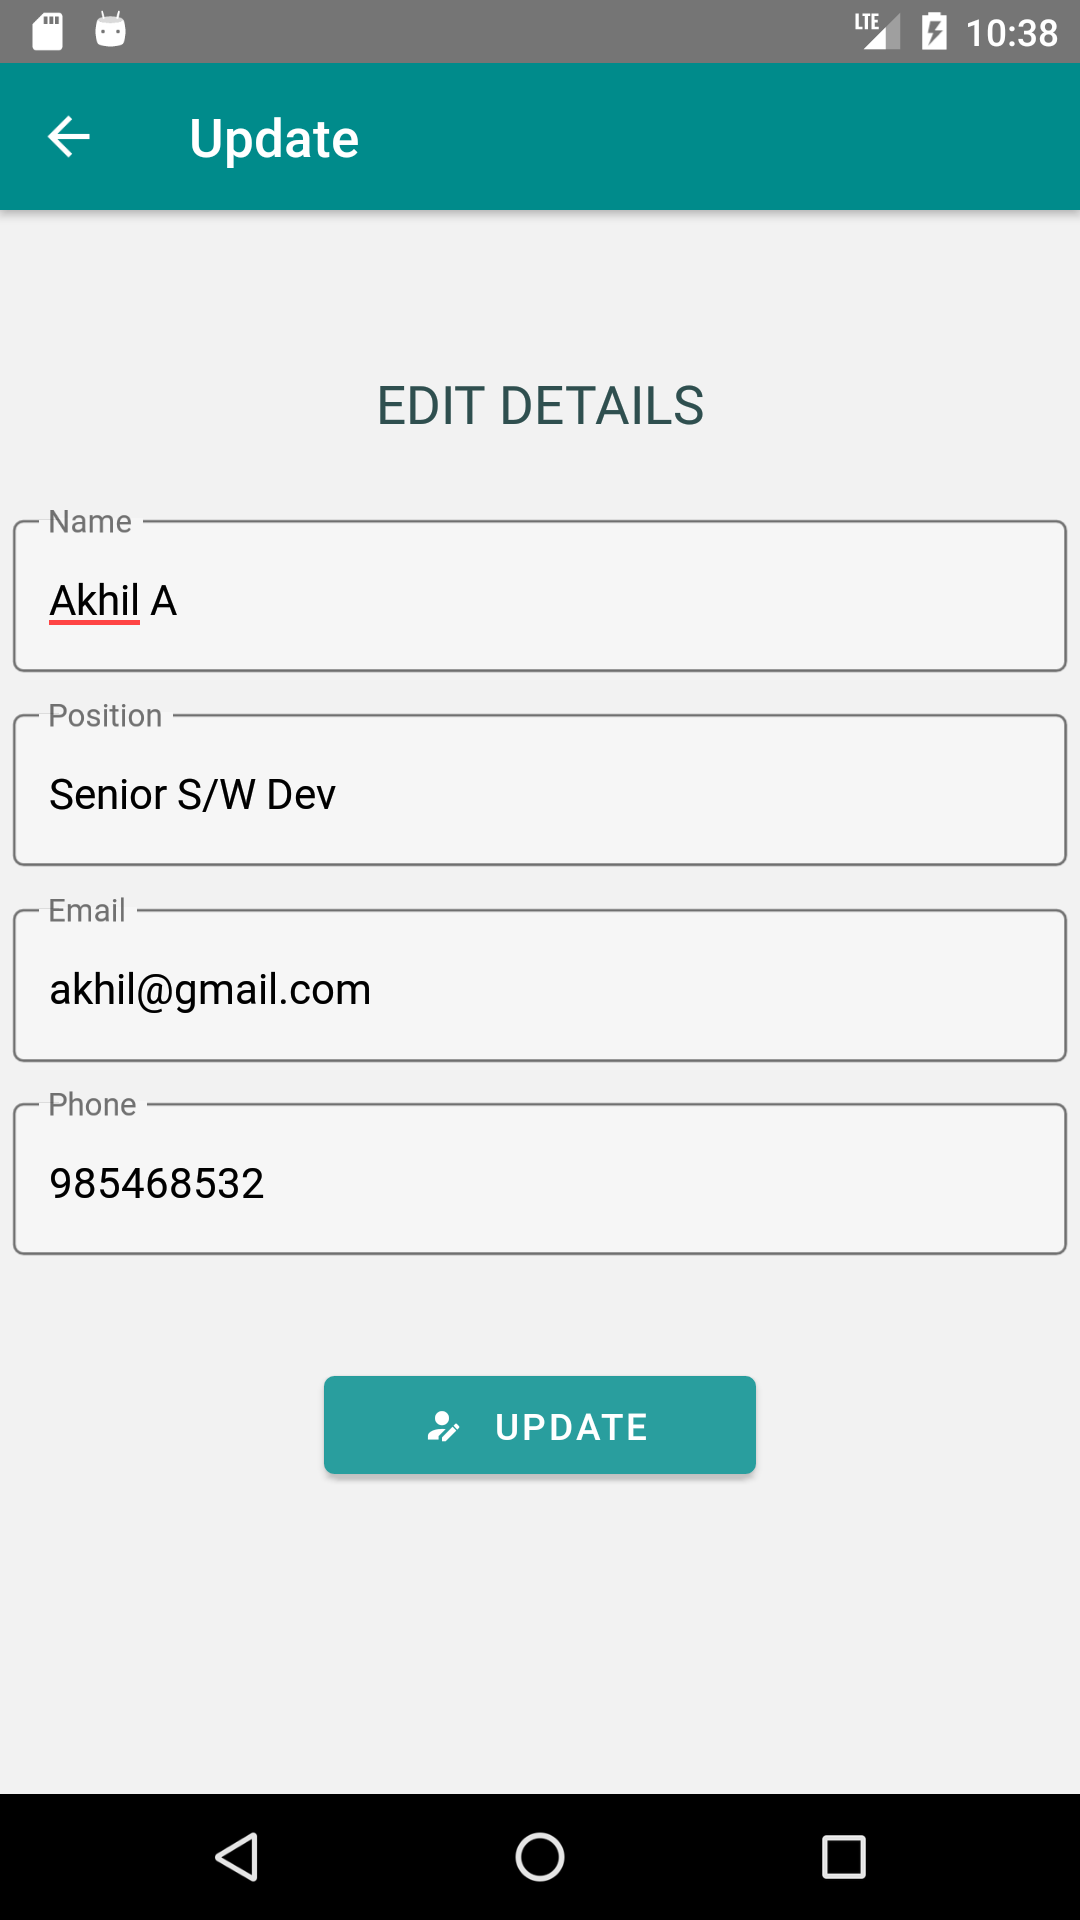 LTE 10:38
Update
EDIT DETAILS
Name
Akhil A
Position
Senior S/W Dev
Email
akhil@gmail.com
Phone
985468532
UPDATE